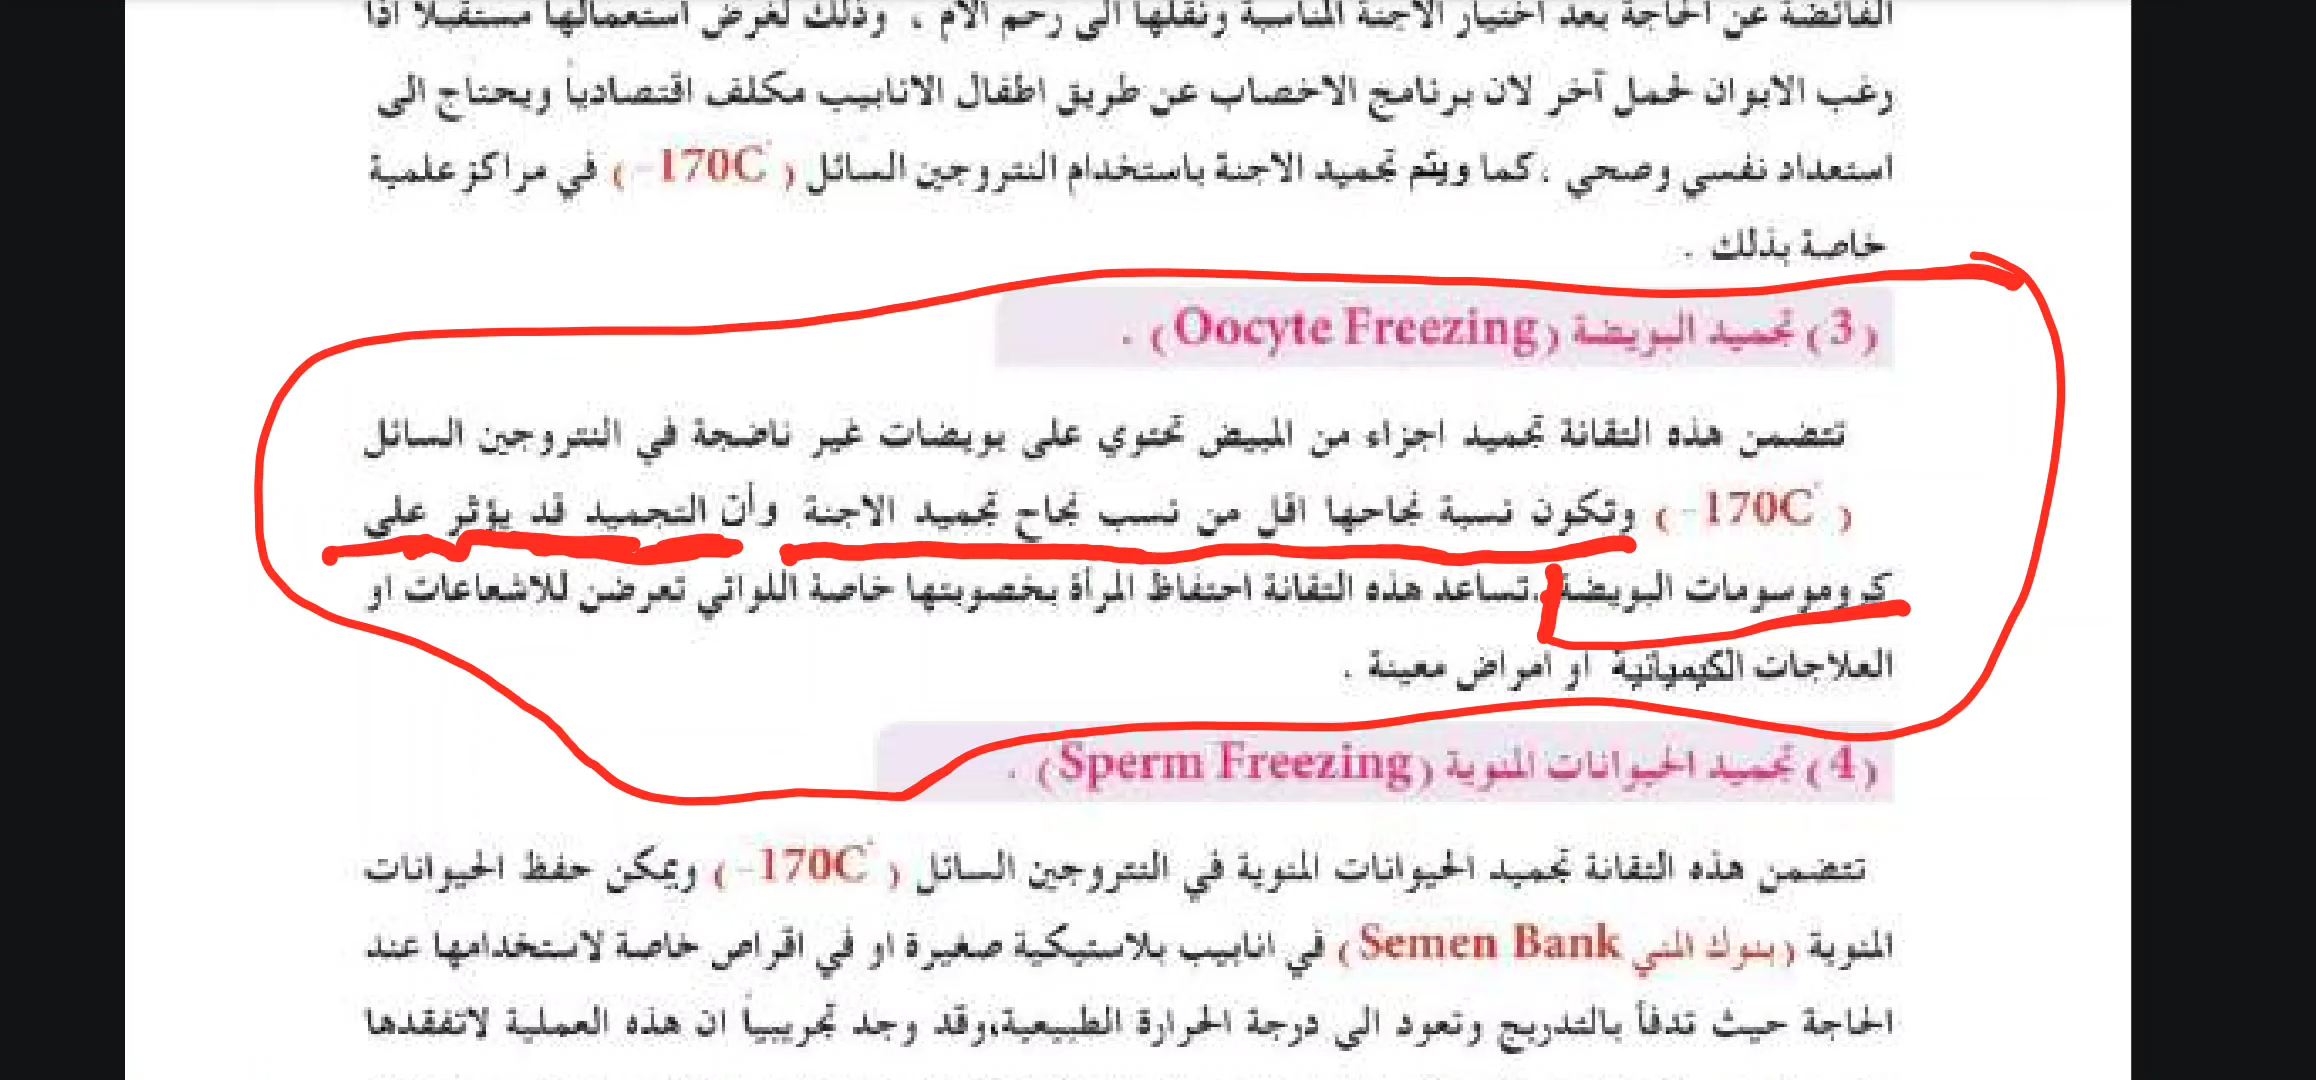 الفائضة عن الحاجة بعد اختيار الاجنة المناسبة ونقلها الى رحم الام ، وذلك لغرض استعمالها مستقبلاً اذا
رغب الابوان لحمل آخر لان برنامج الاخصاب عن طريق اطفال الانابيب مكلف اقتصادياً ويحتاج الى
استعداد نفسي وصحي ، كما ويتم تجميد الاجنة باستخدام النتروجين السائل ( -170C° ) في مراكز علمية
خاصة بذلك .
( 3 ) تجميد البويضة ( Oocyte Freezing ) .
تتضمن هذه التقانة تجميد اجزاء من المبيض تحتوي على بويضات غير ناضجة في النتروجين السائل
( -170C° ) وتكون نسبة نجاحها اقل من نسب نجاح تجميد الاجنة وأن التجميد قد يؤثر على
كروموسومات البويضة .تساعد هذه التقانة احتفاظ المرأة بخصوبتها خاصة اللواتي تعرضن للاشعاعات او
العلاجات الكيميائية او امراض معينة .
( 4 ) تجميد الحيوانات المنوية ( Sperm Freezing ) .
تتضمن هذه التقانة تجميد الحيوانات المنوية في النتروجين السائل ( -170C° ) ويمكن حفظ الحيوانات
المنوية ( بنوك المني Semen Bank ) في انابيب بلاستيكية صغيرة او في اقراص خاصة لاستخدامها عند
الحاجة حيث تدفأ بالتدريج وتعود الى درجة الحرارة الطبيعية،وقد وجد تجريبياً ان هذه العملية لاتفقدها